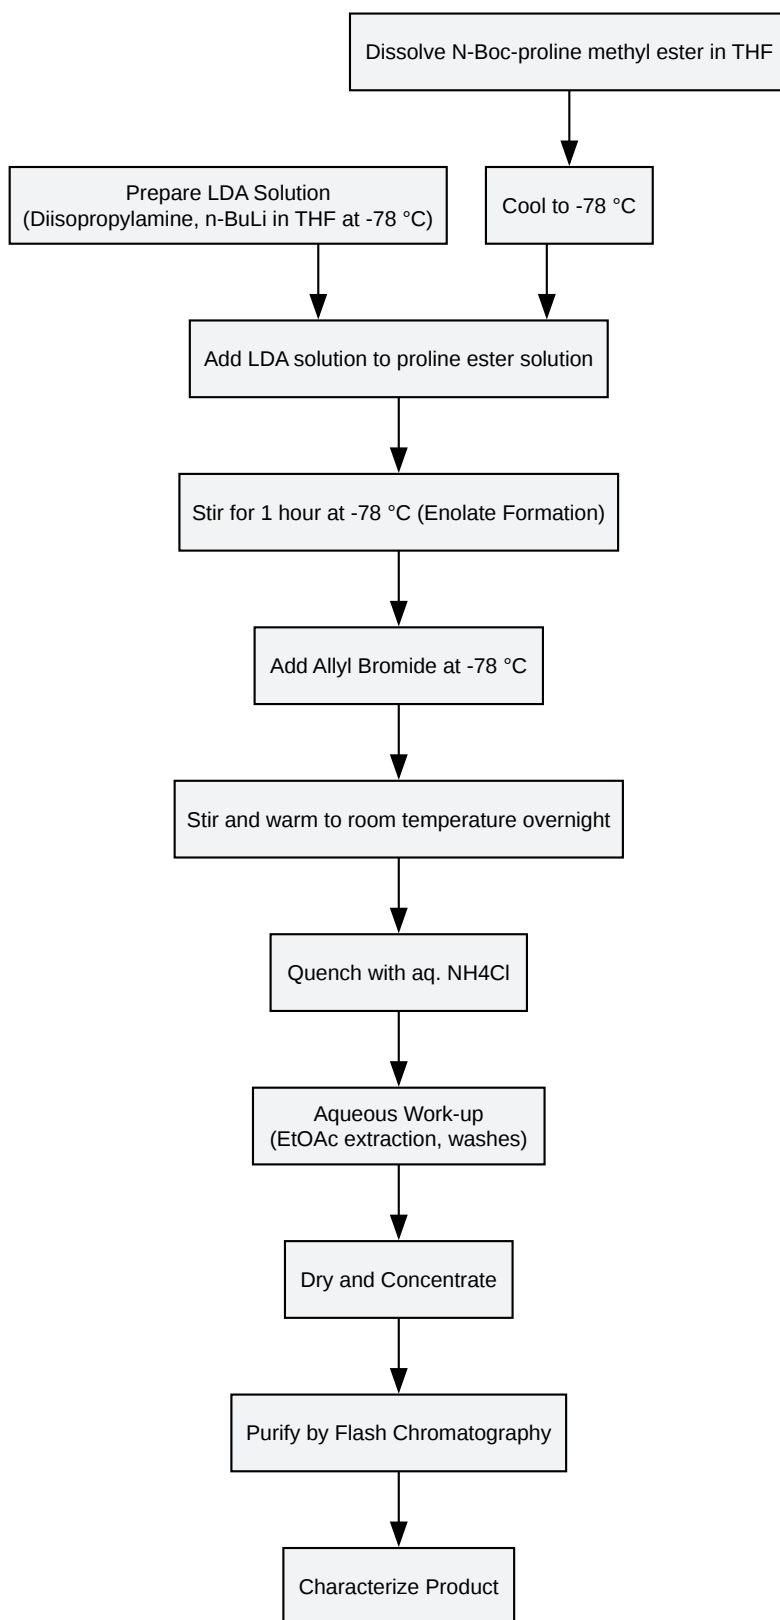 Dissolve N-Boc-proline methyl ester in THF
Prepare LDA Solution
(Diisopropylamine, n-BuLi in THF at -78 °C)
Cool to -78 °C
Add LDA solution to proline ester solution
Stir for 1 hour at -78 °C (Enolate Formation)
Add Allyl Bromide at -78 °C
Stir and warm to room temperature overnight
Quench with aq. NH4Cl
Aqueous Work-up
(EtOAc extraction, washes)
Dry and Concentrate
Purify by Flash Chromatography
Characterize Product